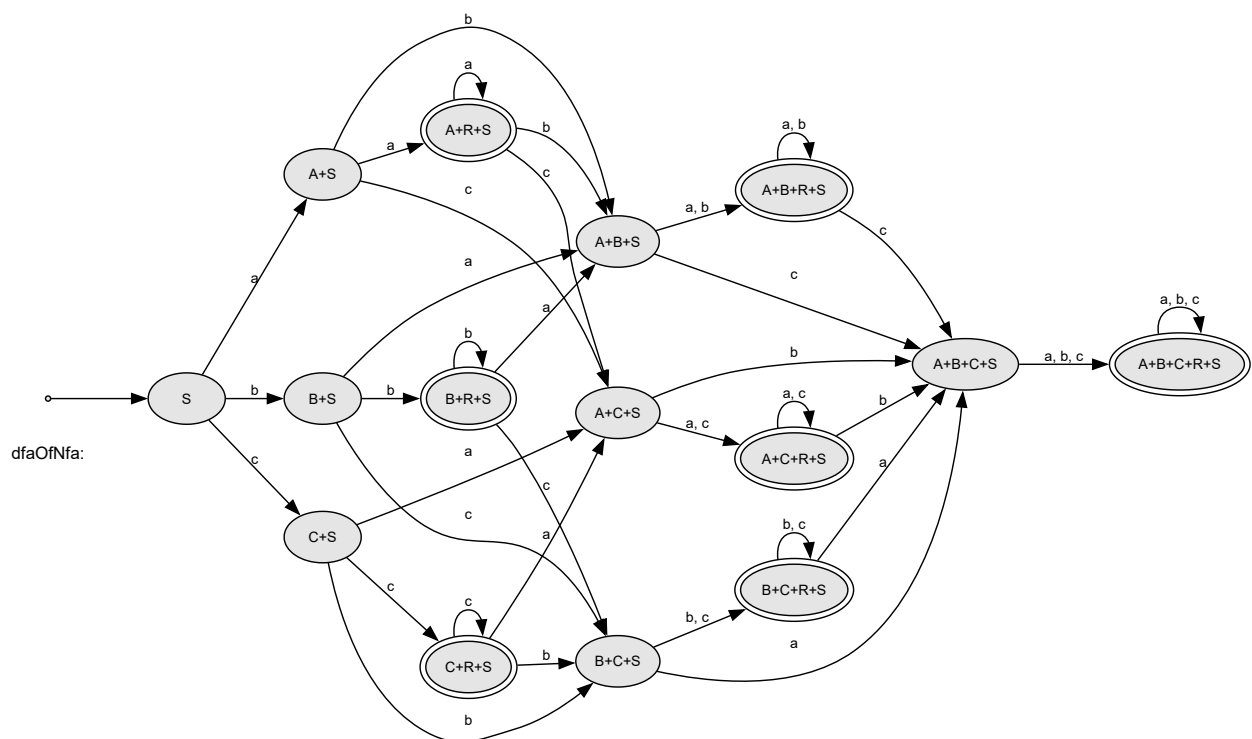 b
a
A+R+S
a, b
b
a
A+S
A+B+R+S
c
c
a, b
A+B+S
c
a
a
c
a, b, c
b
a
b
A+B+C+S
a, b, c
A+B+C+R+S
S
b
B+S
b
B+R+S
a, c
A+C+S
a, c
b
dfaOfNfa:
c
a
A+C+R+S
a
c
c
b, c
C+S
a
c
B+C+R+S
c
b, c
C+R+S
b
B+C+S
a
b